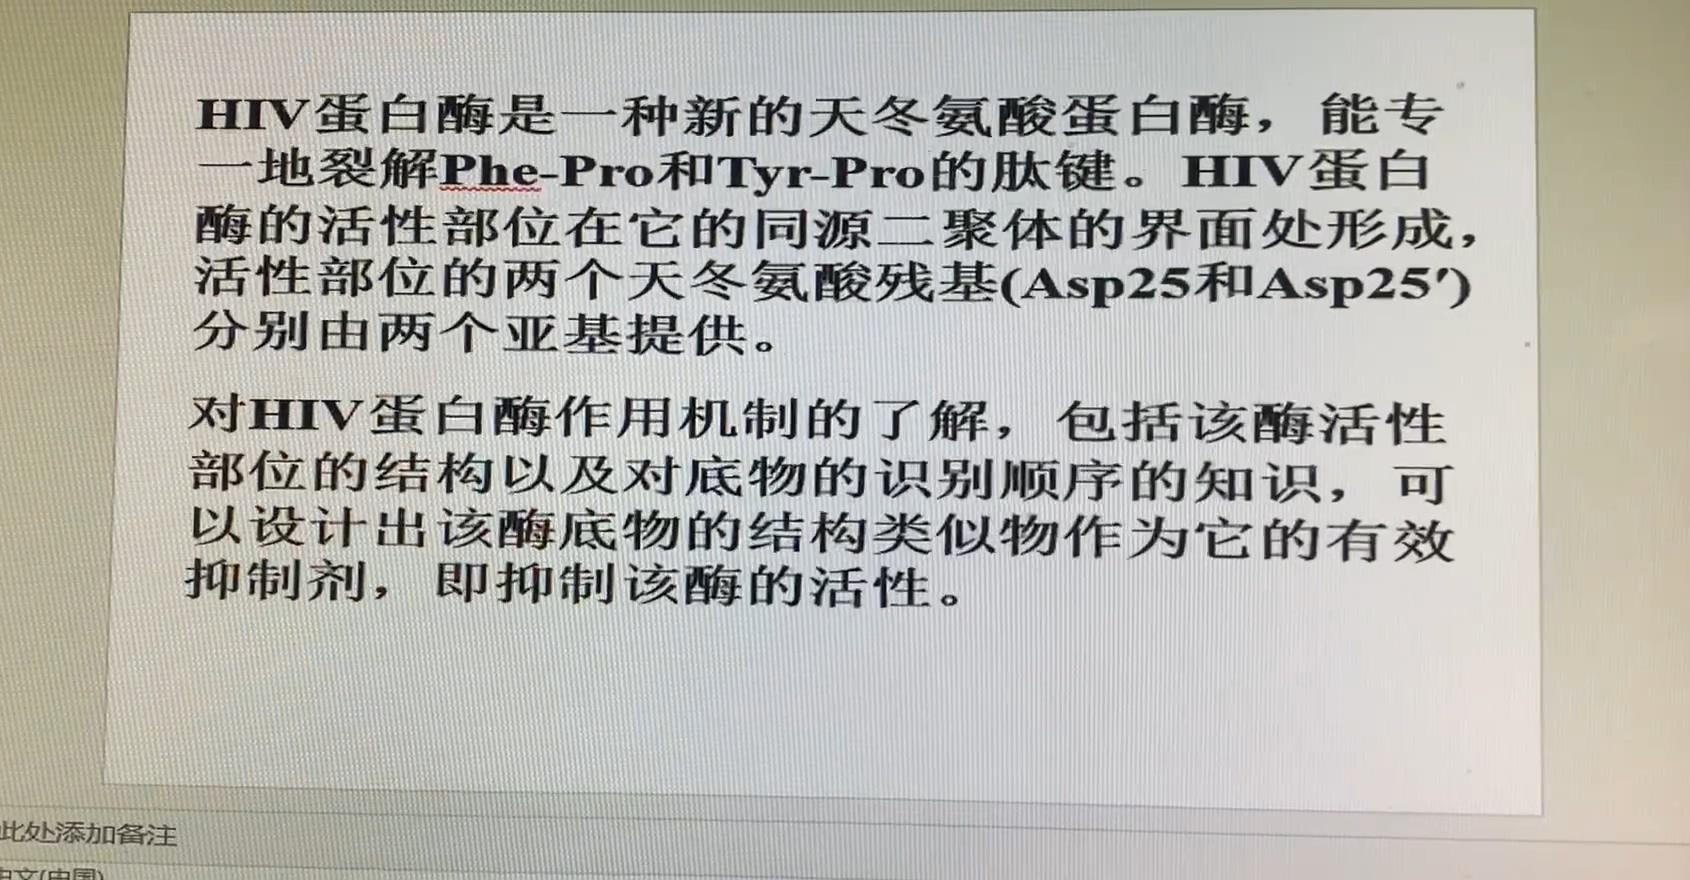 HIV蛋白酶是一种新的天冬氨酸蛋白酶，能专
一地裂解Phe-Pro和Tyr-Pro的肽键。HIV蛋白
酶的活性部位在它的同源二聚体的界面处形成，
活性部位的两个天冬氨酸残基(Asp25和Asp25′)
分别由两个亚基提供。
对HIV蛋白酶作用机制的了解，包括该酶活性
部位的结构以及对底物的识别顺序的知识，可
以设计出该酶底物的结构类似物作为它的有效
抑制剂，即抑制该酶的活性。
此处添加备注
中文(中国)